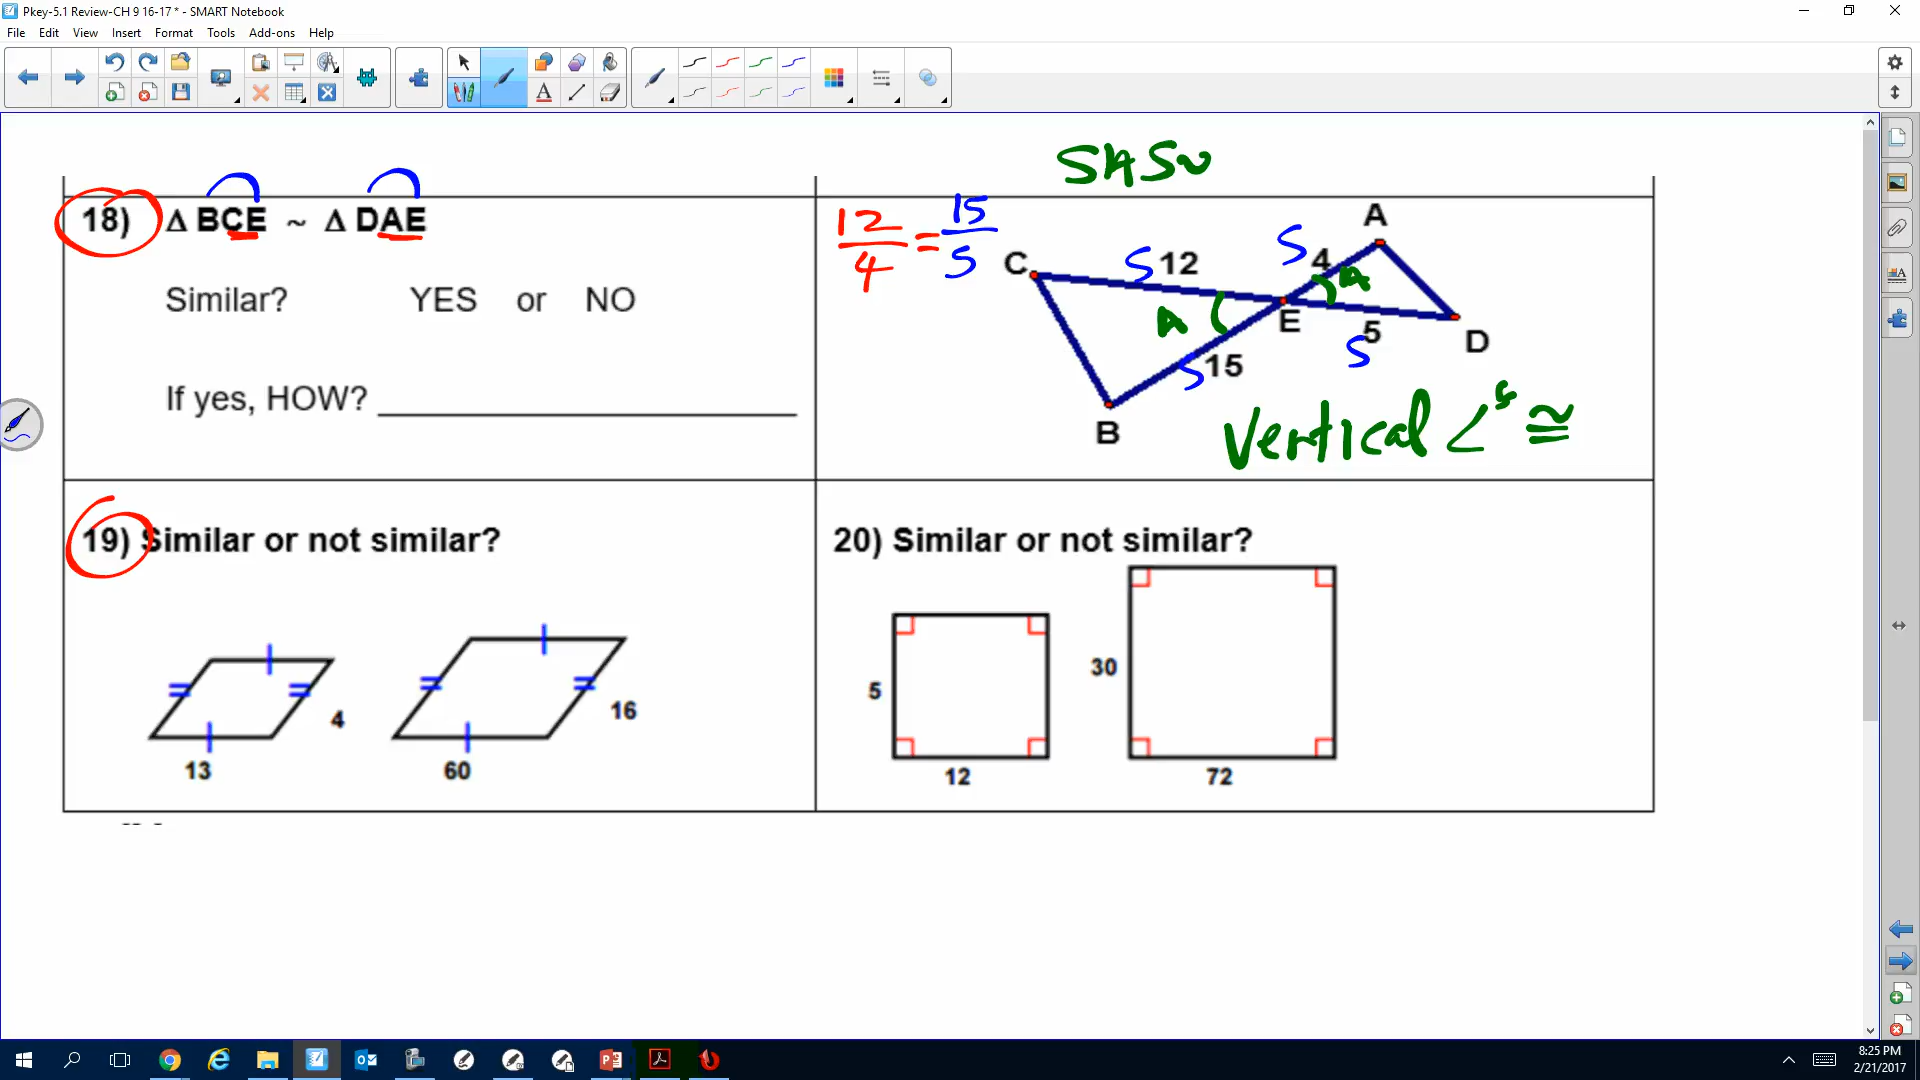 Pkey-5.1 Review-CH 9 16-17 * - SMART Notebook
File Edit View Insert Format Tools Add-ons Help
SAS~
18) Δ BCE ~ Δ DAE
Similar? YES or NO
If yes, HOW? ____________________
12/4 = 15/5
A
C S 12 S 4 A
A E 5 D
S 15 S
B
Vertical ∠s ≅
19) Similar or not similar?
4
16
13
60
20) Similar or not similar?
5
30
12
72
8:25 PM
2/21/2017